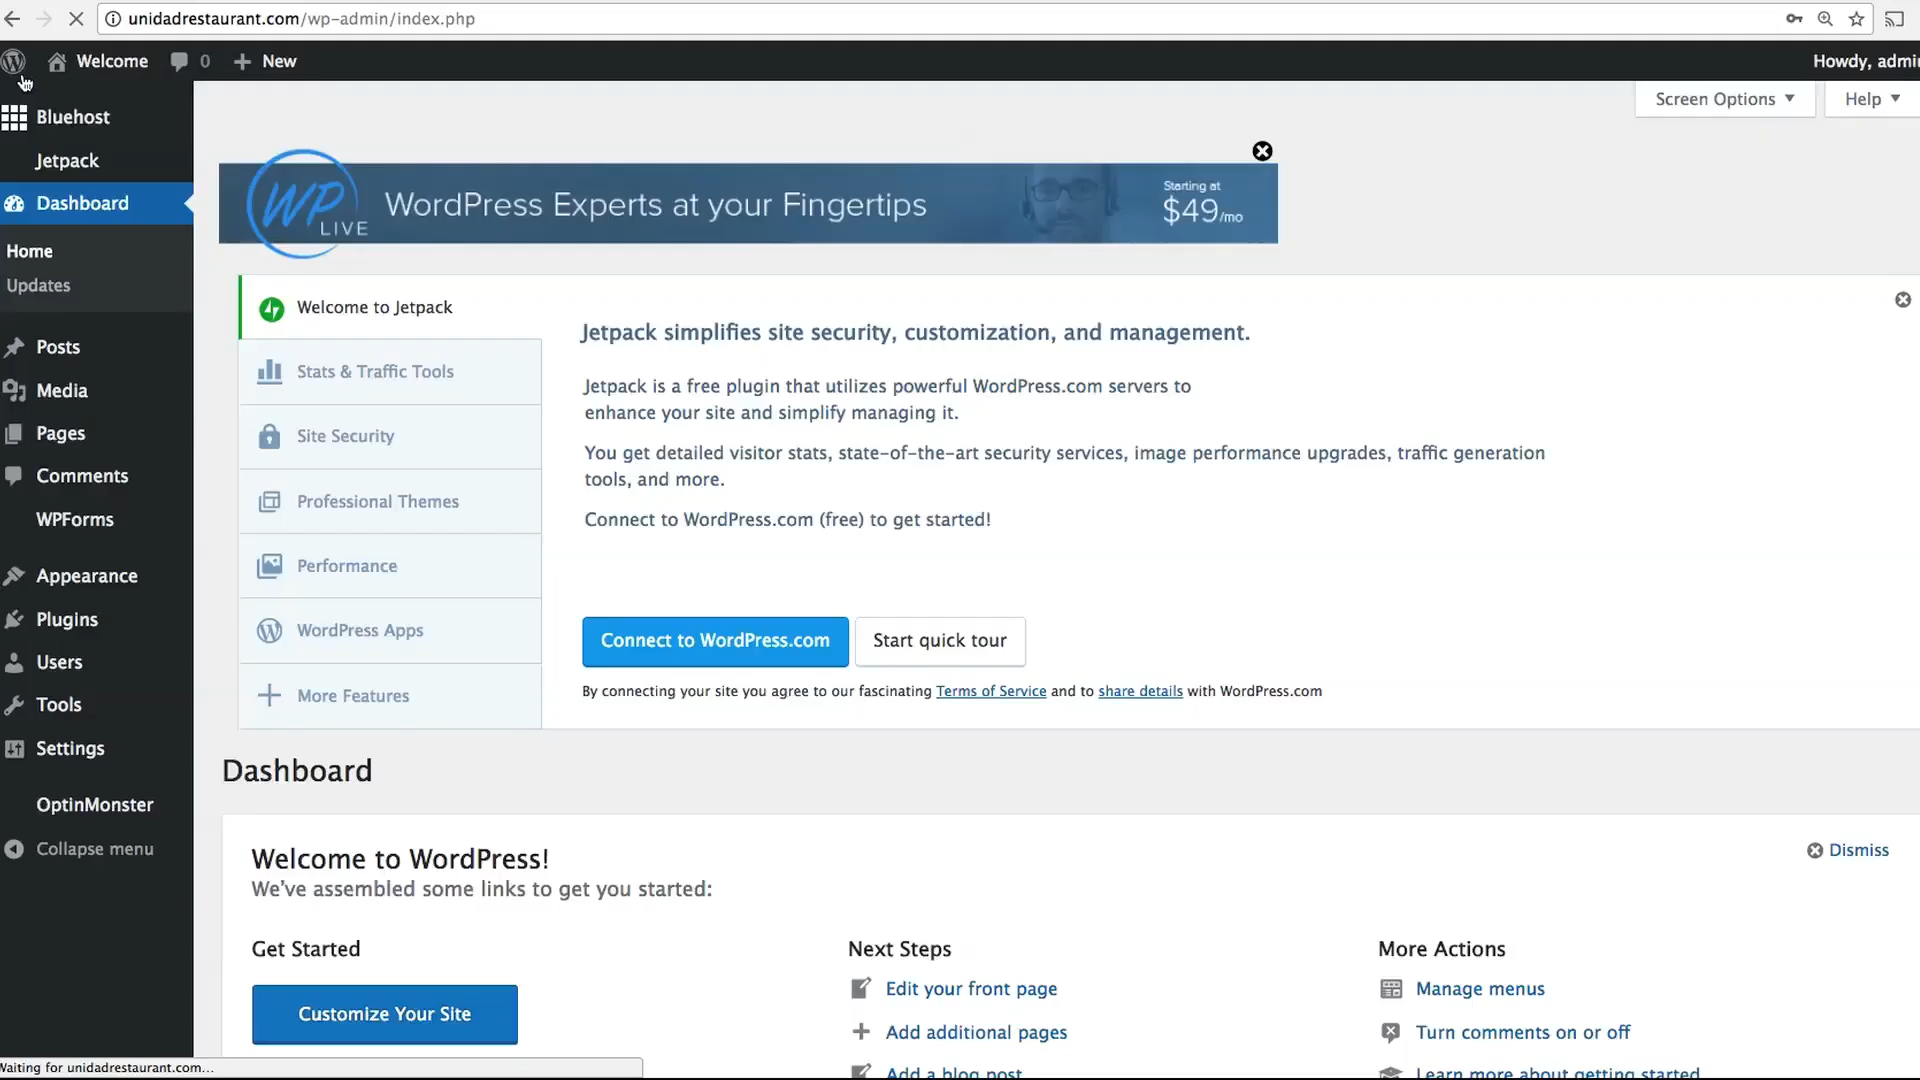 unidadrestaurant.com/wp-admin/index.php
Welcome
0
New
Howdy, admi
Screen Options
Help
Bluehost
Jetpack
Dashboard
Home
Updates
Posts
Media
Pages
Comments
WPForms
Appearance
Plugins
Users
Tools
Settings
OptinMonster
Collapse menu
WP
LIVE
WordPress Experts at your Fingertips
Starting at
$49/mo
Welcome to Jetpack
Stats & Traffic Tools
Site Security
Professional Themes
Performance
WordPress Apps
More Features
Jetpack simplifies site security, customization, and management.
Jetpack is a free plugin that utilizes powerful WordPress.com servers to
enhance your site and simplify managing it.
You get detailed visitor stats, state-of-the-art security services, image performance upgrades, traffic generation
tools, and more.
Connect to WordPress.com (free) to get started!
Connect to WordPress.com
Start quick tour
By connecting your site you agree to our fascinating Terms of Service and to share details with WordPress.com
Dashboard
Welcome to WordPress!
Dismiss
We've assembled some links to get you started:
Get Started
Customize Your Site
Next Steps
Edit your front page
Add additional pages
Add a blog post
More Actions
Manage menus
Turn comments on or off
Learn more about getting started
Waiting for unidadrestaurant.com...